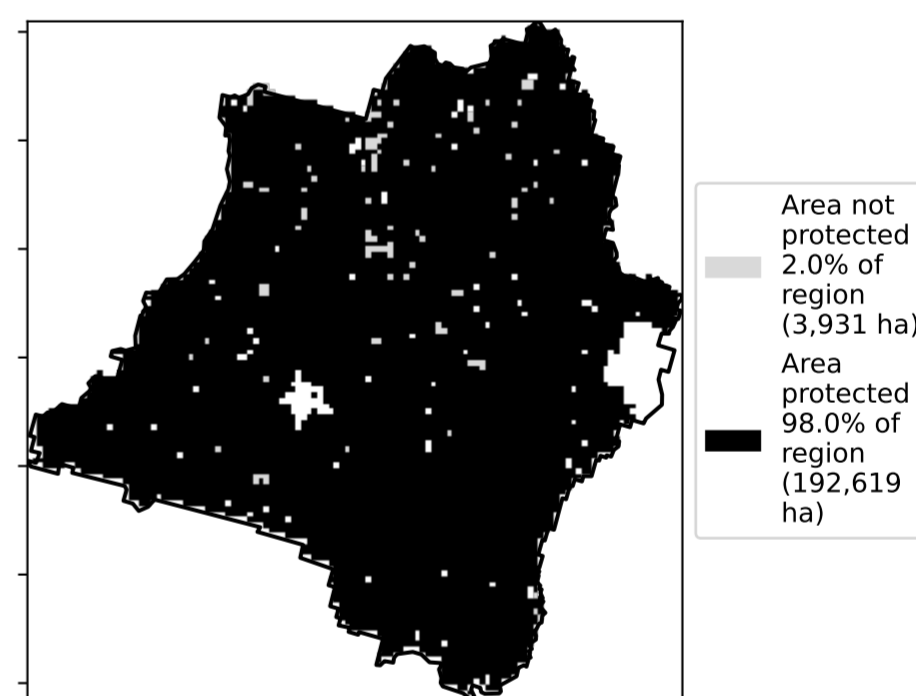 Area not
protected
2.0% of
region
(3,931 ha)
Area
protected
98.0% of
region
(192,619
ha)